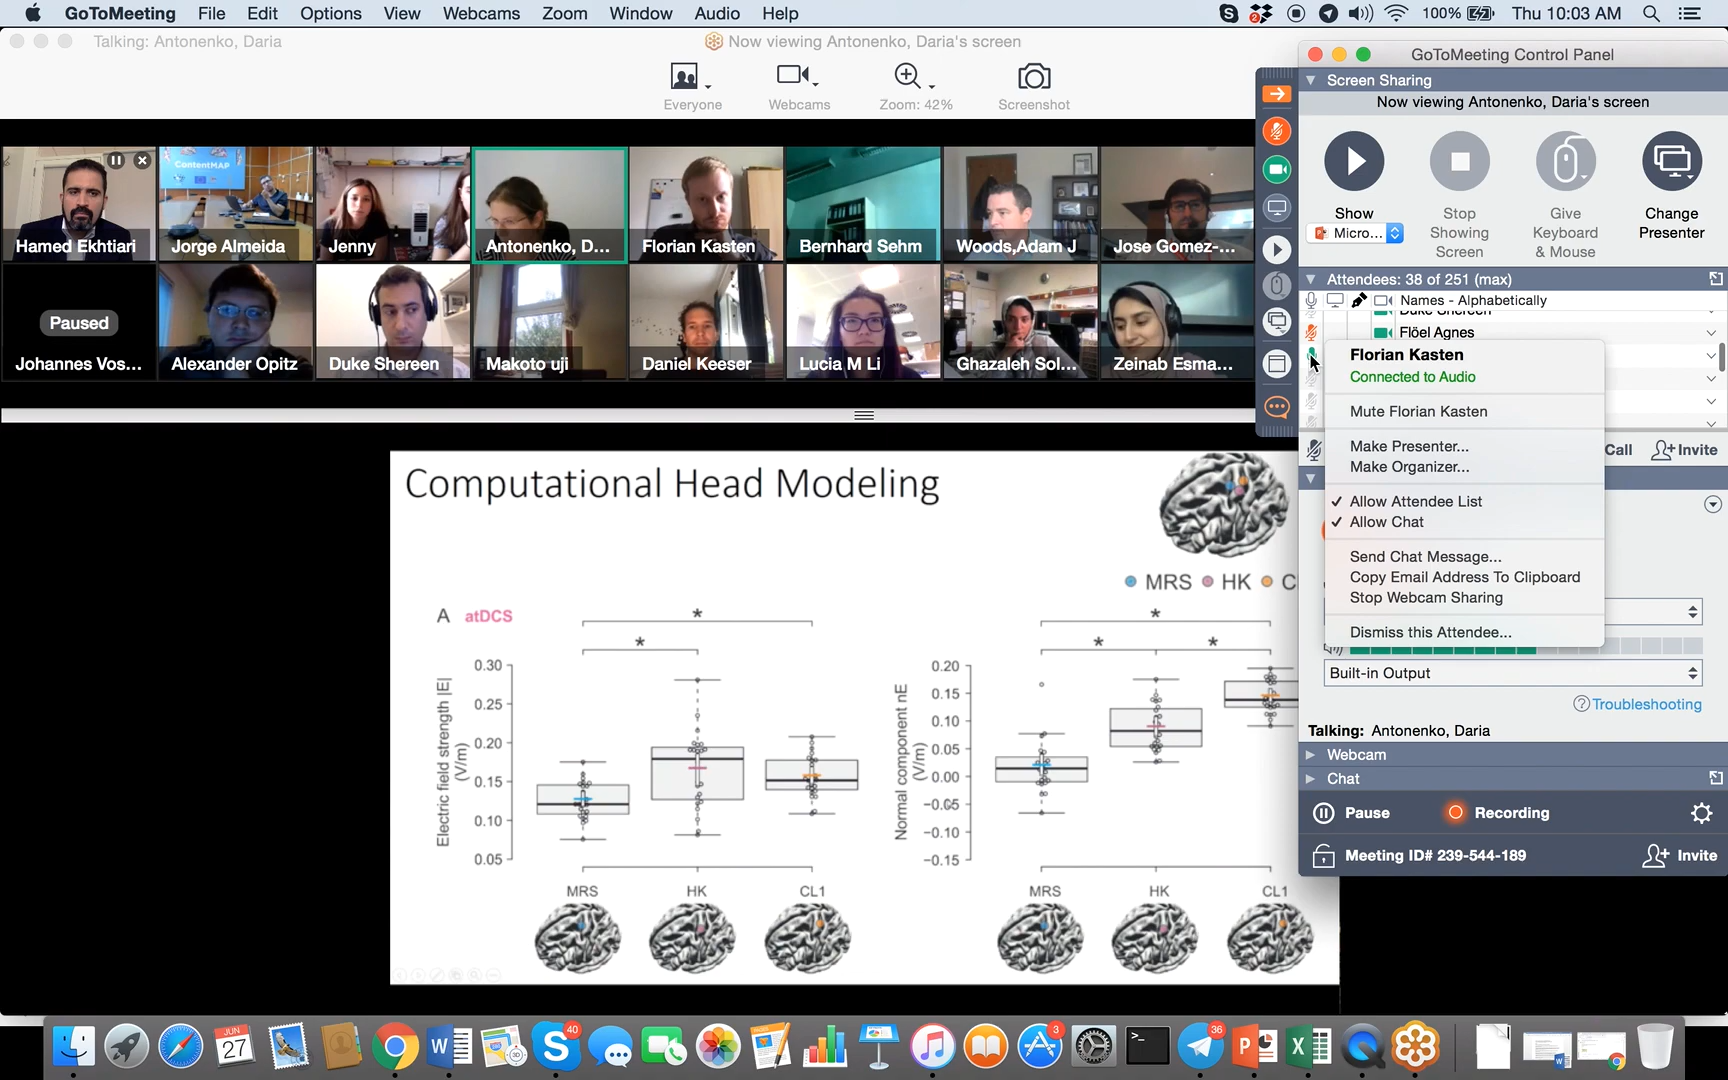 GoToMeeting File Edit Options View Webcams Zoom Window Audio Help
2
100%
Thu 10:03 AM
Talking: Antonenko, Daria
Now viewing Antonenko, Daria's screen
Everyone
Webcams
Zoom: 42%
Screenshot
ContentMAP
Hamed Ekhtiari
Jorge Almeida
Jenny
Antonenko, D...
Florian Kasten
Bernhard Sehm
Woods,Adam J
Jose Gomez-...
Paused
Johannes Vos...
Alexander Opitz
Duke Shereen
Makoto uji
Daniel Keeser
Lucia M Li
Ghazaleh Sol...
Zeinab Esma...
GoToMeeting Control Panel
Screen Sharing
Now viewing Antonenko, Daria's screen
Show
Micro...
Stop
Showing
Screen
Give
Keyboard
& Mouse
Change
Presenter
Attendees: 38 of 251 (max)
Names - Alphabetically
Duke Shereen
Flöel Agnes
Florian Kasten
Connected to Audio
Mute Florian Kasten
Make Presenter...
Make Organizer...
✓ Allow Attendee List
✓ Allow Chat
Send Chat Message...
Copy Email Address To Clipboard
Stop Webcam Sharing
Dismiss this Attendee...
Call
Invite
Built-in Output
Troubleshooting
Talking: Antonenko, Daria
Webcam
Chat
Pause
Recording
Meeting ID# 239-544-189
Invite
Computational Head Modeling
MRS HK C
A atDCS
*
*
Electric field strength |E|
(V/m)
0.30
0.25
0.20
0.15
0.10
0.05
MRS
HK
CL1
*
*
*
Normal component nE
(V/m)
0.20
0.15
0.10
0.05
0.00
−0.05
−0.10
−0.15
MRS
HK
CL1
JUN
27
40
3
36